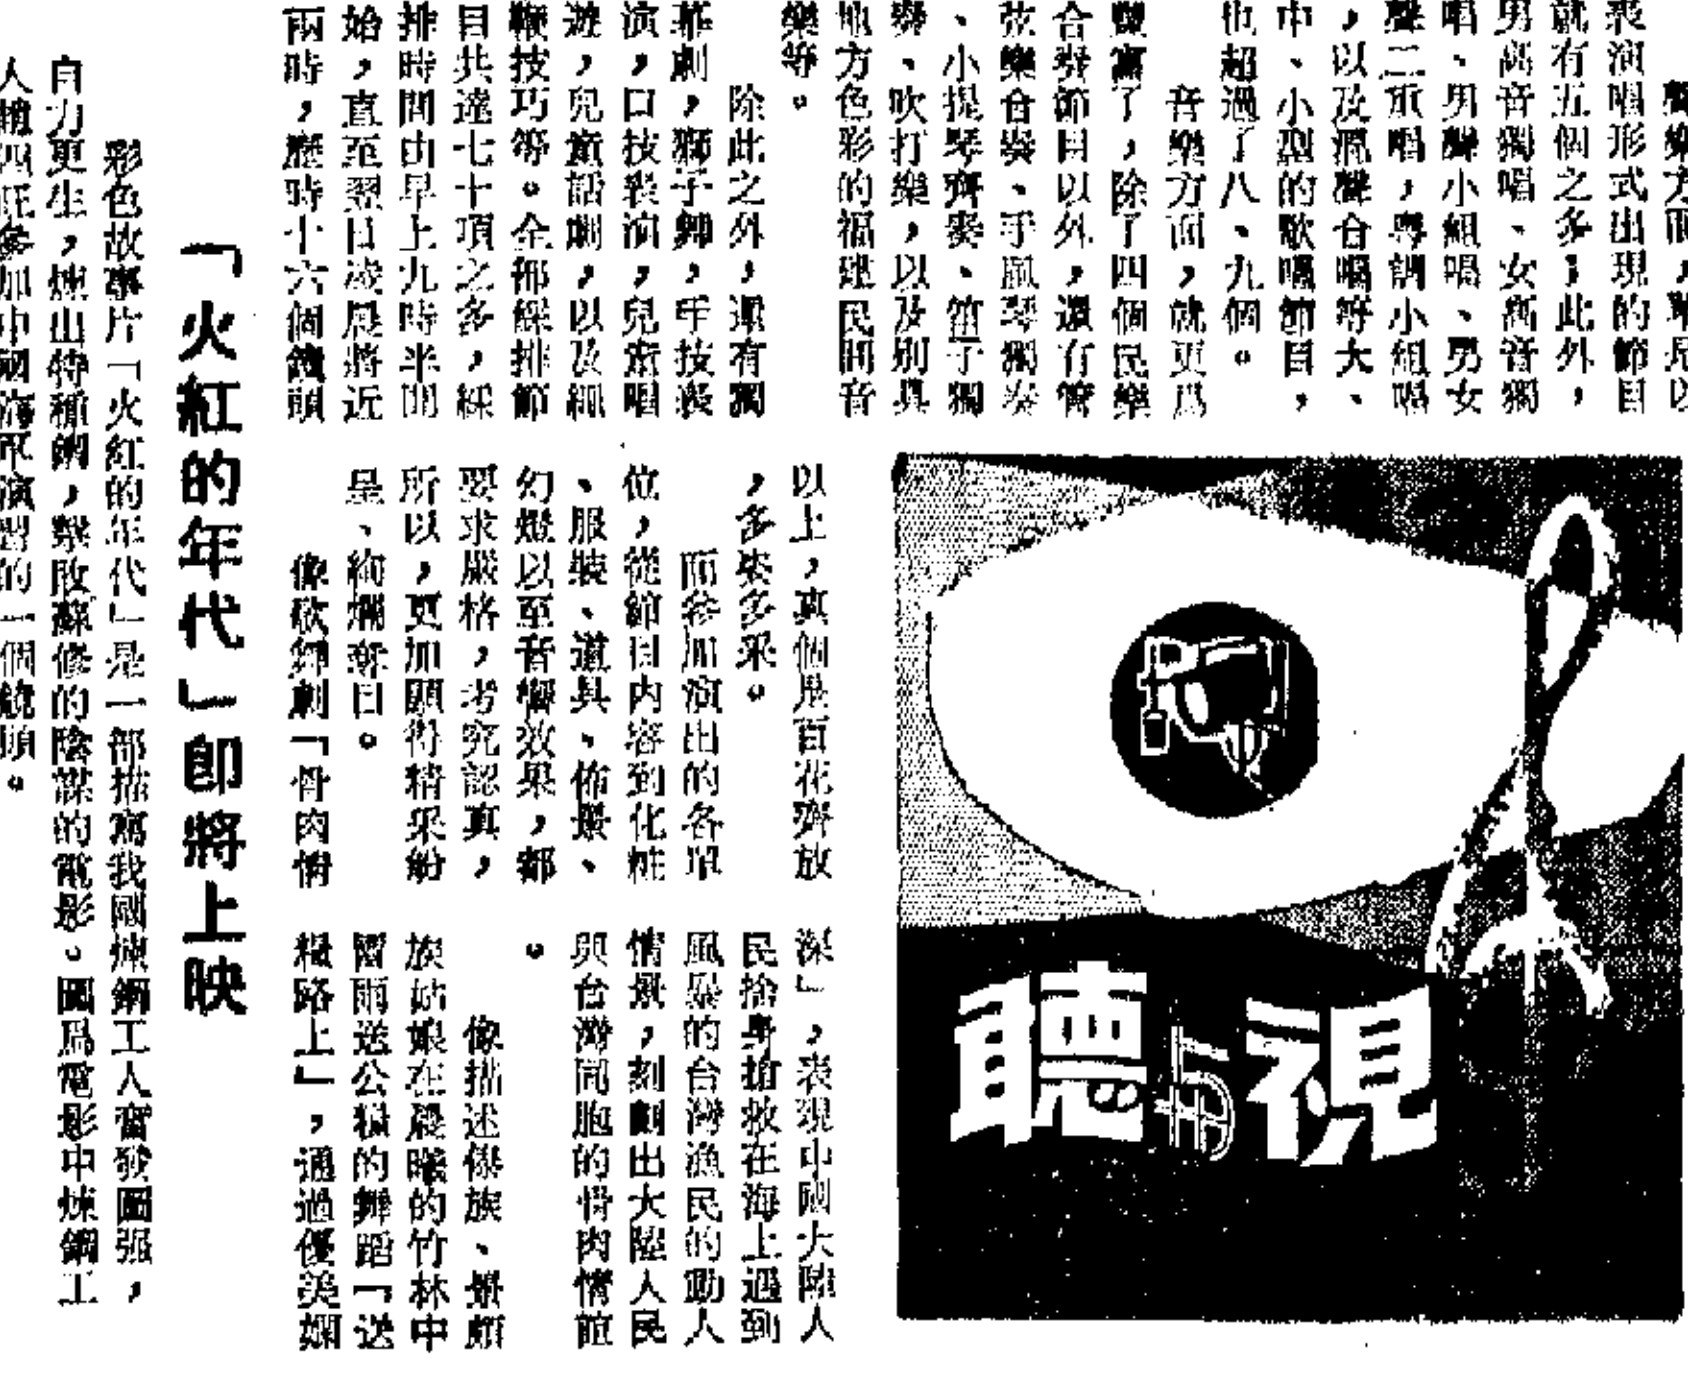 聲樂方面，單是以
表演唱形式出現的節目
就有五個之多；此外，
男高音獨唱、女高音獨
唱、男聲小組唱、男女
聲二重唱，粵調小組唱
，以及混聲合唱等大、
中、小型的歌唱節目，
也超過了八、九個。
音樂方面，就更爲
豐富了，除了四個民樂
合奏節目以外，還有管
弦樂合奏、手風琴獨奏
、小提琴齊奏、笛子獨
奏、吹打樂，以及別具
地方色彩的福建民間音
樂等。
除此之外，還有獨
幕劇，獅子舞，手技表
演，口技表演，兒童唱
遊，兒童話劇，以及繩
鞭技巧等。全部綵排節
目共達七十項之多，綵
排時間由早上九時半開
始，直至翌日凌晨將近
兩時，歷時十六個鐘頭
以上，真個是百花齊放
，多姿多采。
而參加演出的各單
位，從節目內容到化粧
、服裝、道具、佈景、
幻燈以至音響效果，都
要求嚴格，考究認真，
所以，更加顯得精采紛
呈、絢爛奪目。
像歌舞劇「骨肉情
深」，表現中國大陸人
民捨身搶救在海上遇到
風暴的台灣漁民的動人
情景，刻劃出大陸人民
與台灣同胞的骨肉情誼
。
像描述傣族、景頗
族姑娘在晨曦的竹林中
冒雨送公糧的舞蹈「送
糧路上」，通過優美嫻
聽与視
「火紅的年代」即將上映
彩色故事片「火紅的年代」是一部描寫我國煉鋼工人奮發圖强，
自力更生，煉出特種鋼，擊敗蘇修的陰謀的電影。圖爲電影中煉鋼工
人趙四旺參加中國海軍演習的一個鏡頭。